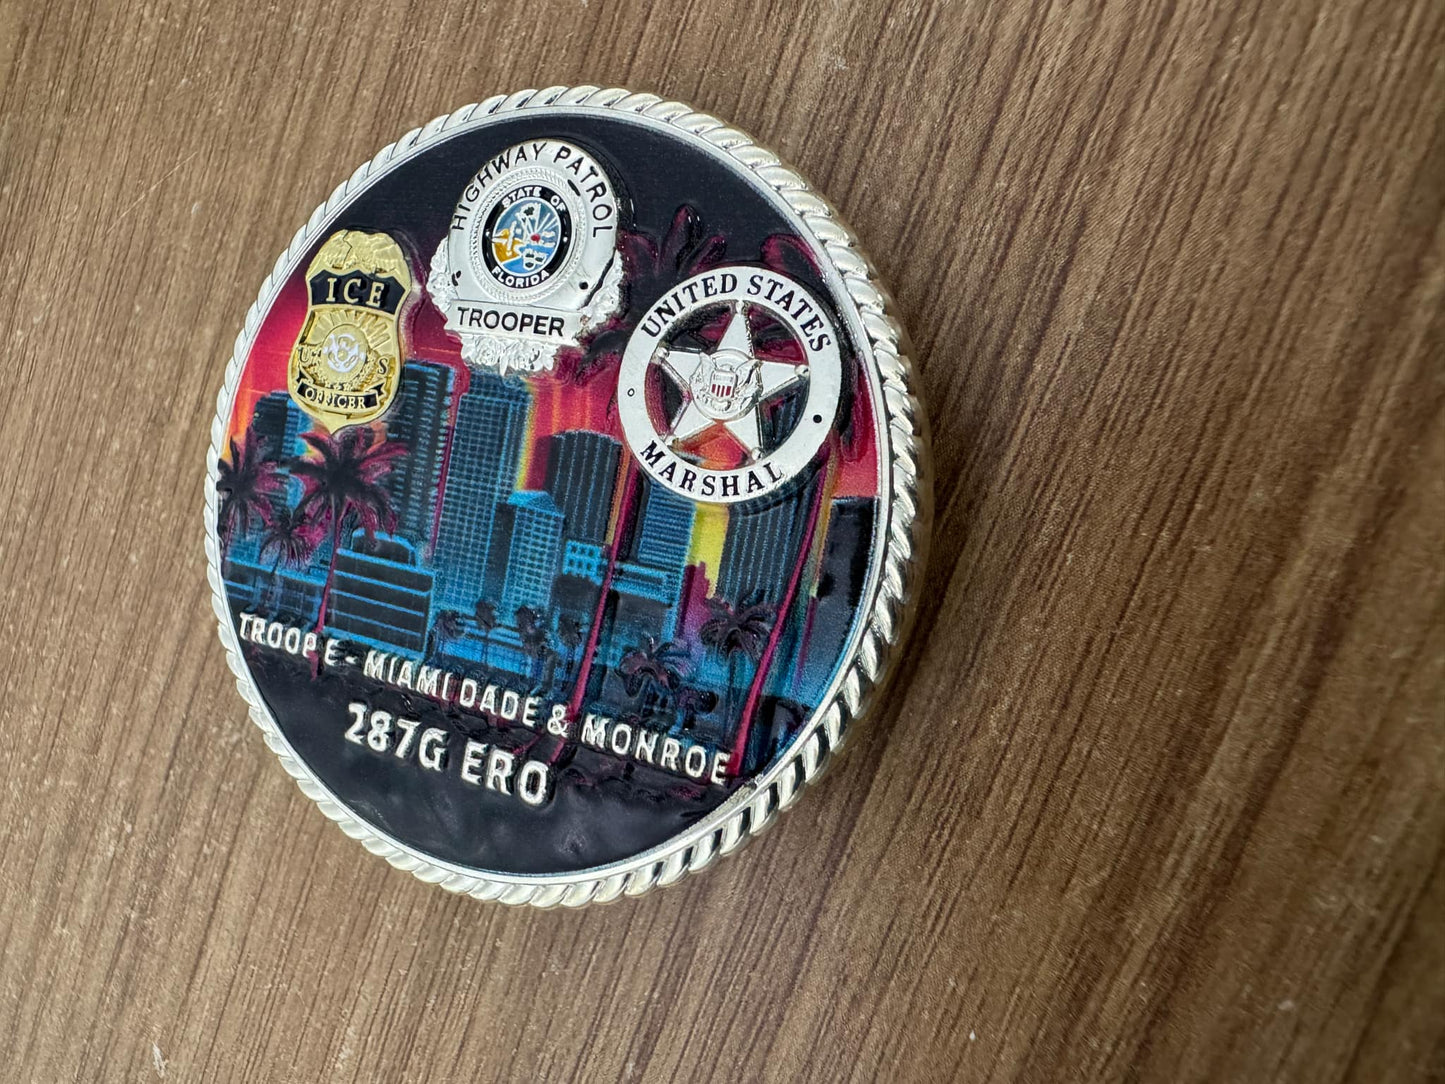 HIGHWAY PATROL
STATE OF
FLORIDA
TROOPER
ICE
U S
OFFICER
UNITED STATES
MARSHAL
TROOP E - MIAMI DADE & MONROE
287G ERO